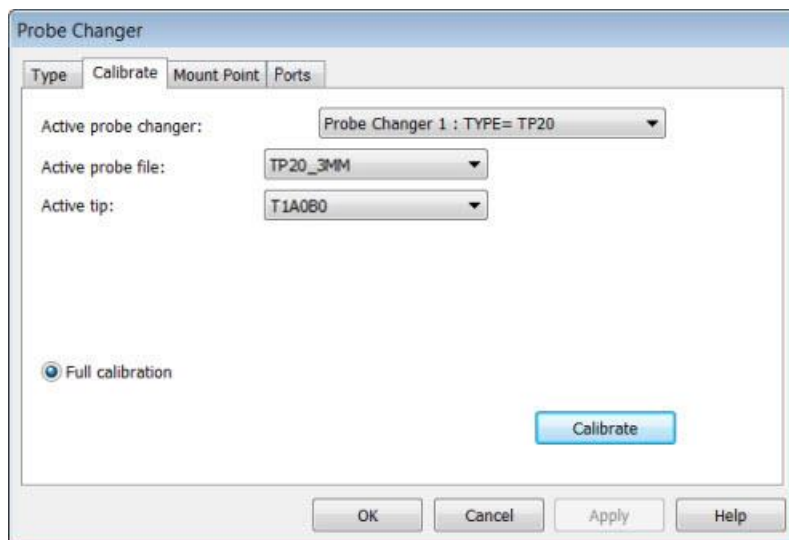 Probe Changer
Type Calibrate Mount Point Ports
Active probe changer: Probe Changer 1 : TYPE= TP20
Active probe file: TP20_3MM
Active tip: T1A0B0
Full calibration
Calibrate
OK Cancel Apply Help